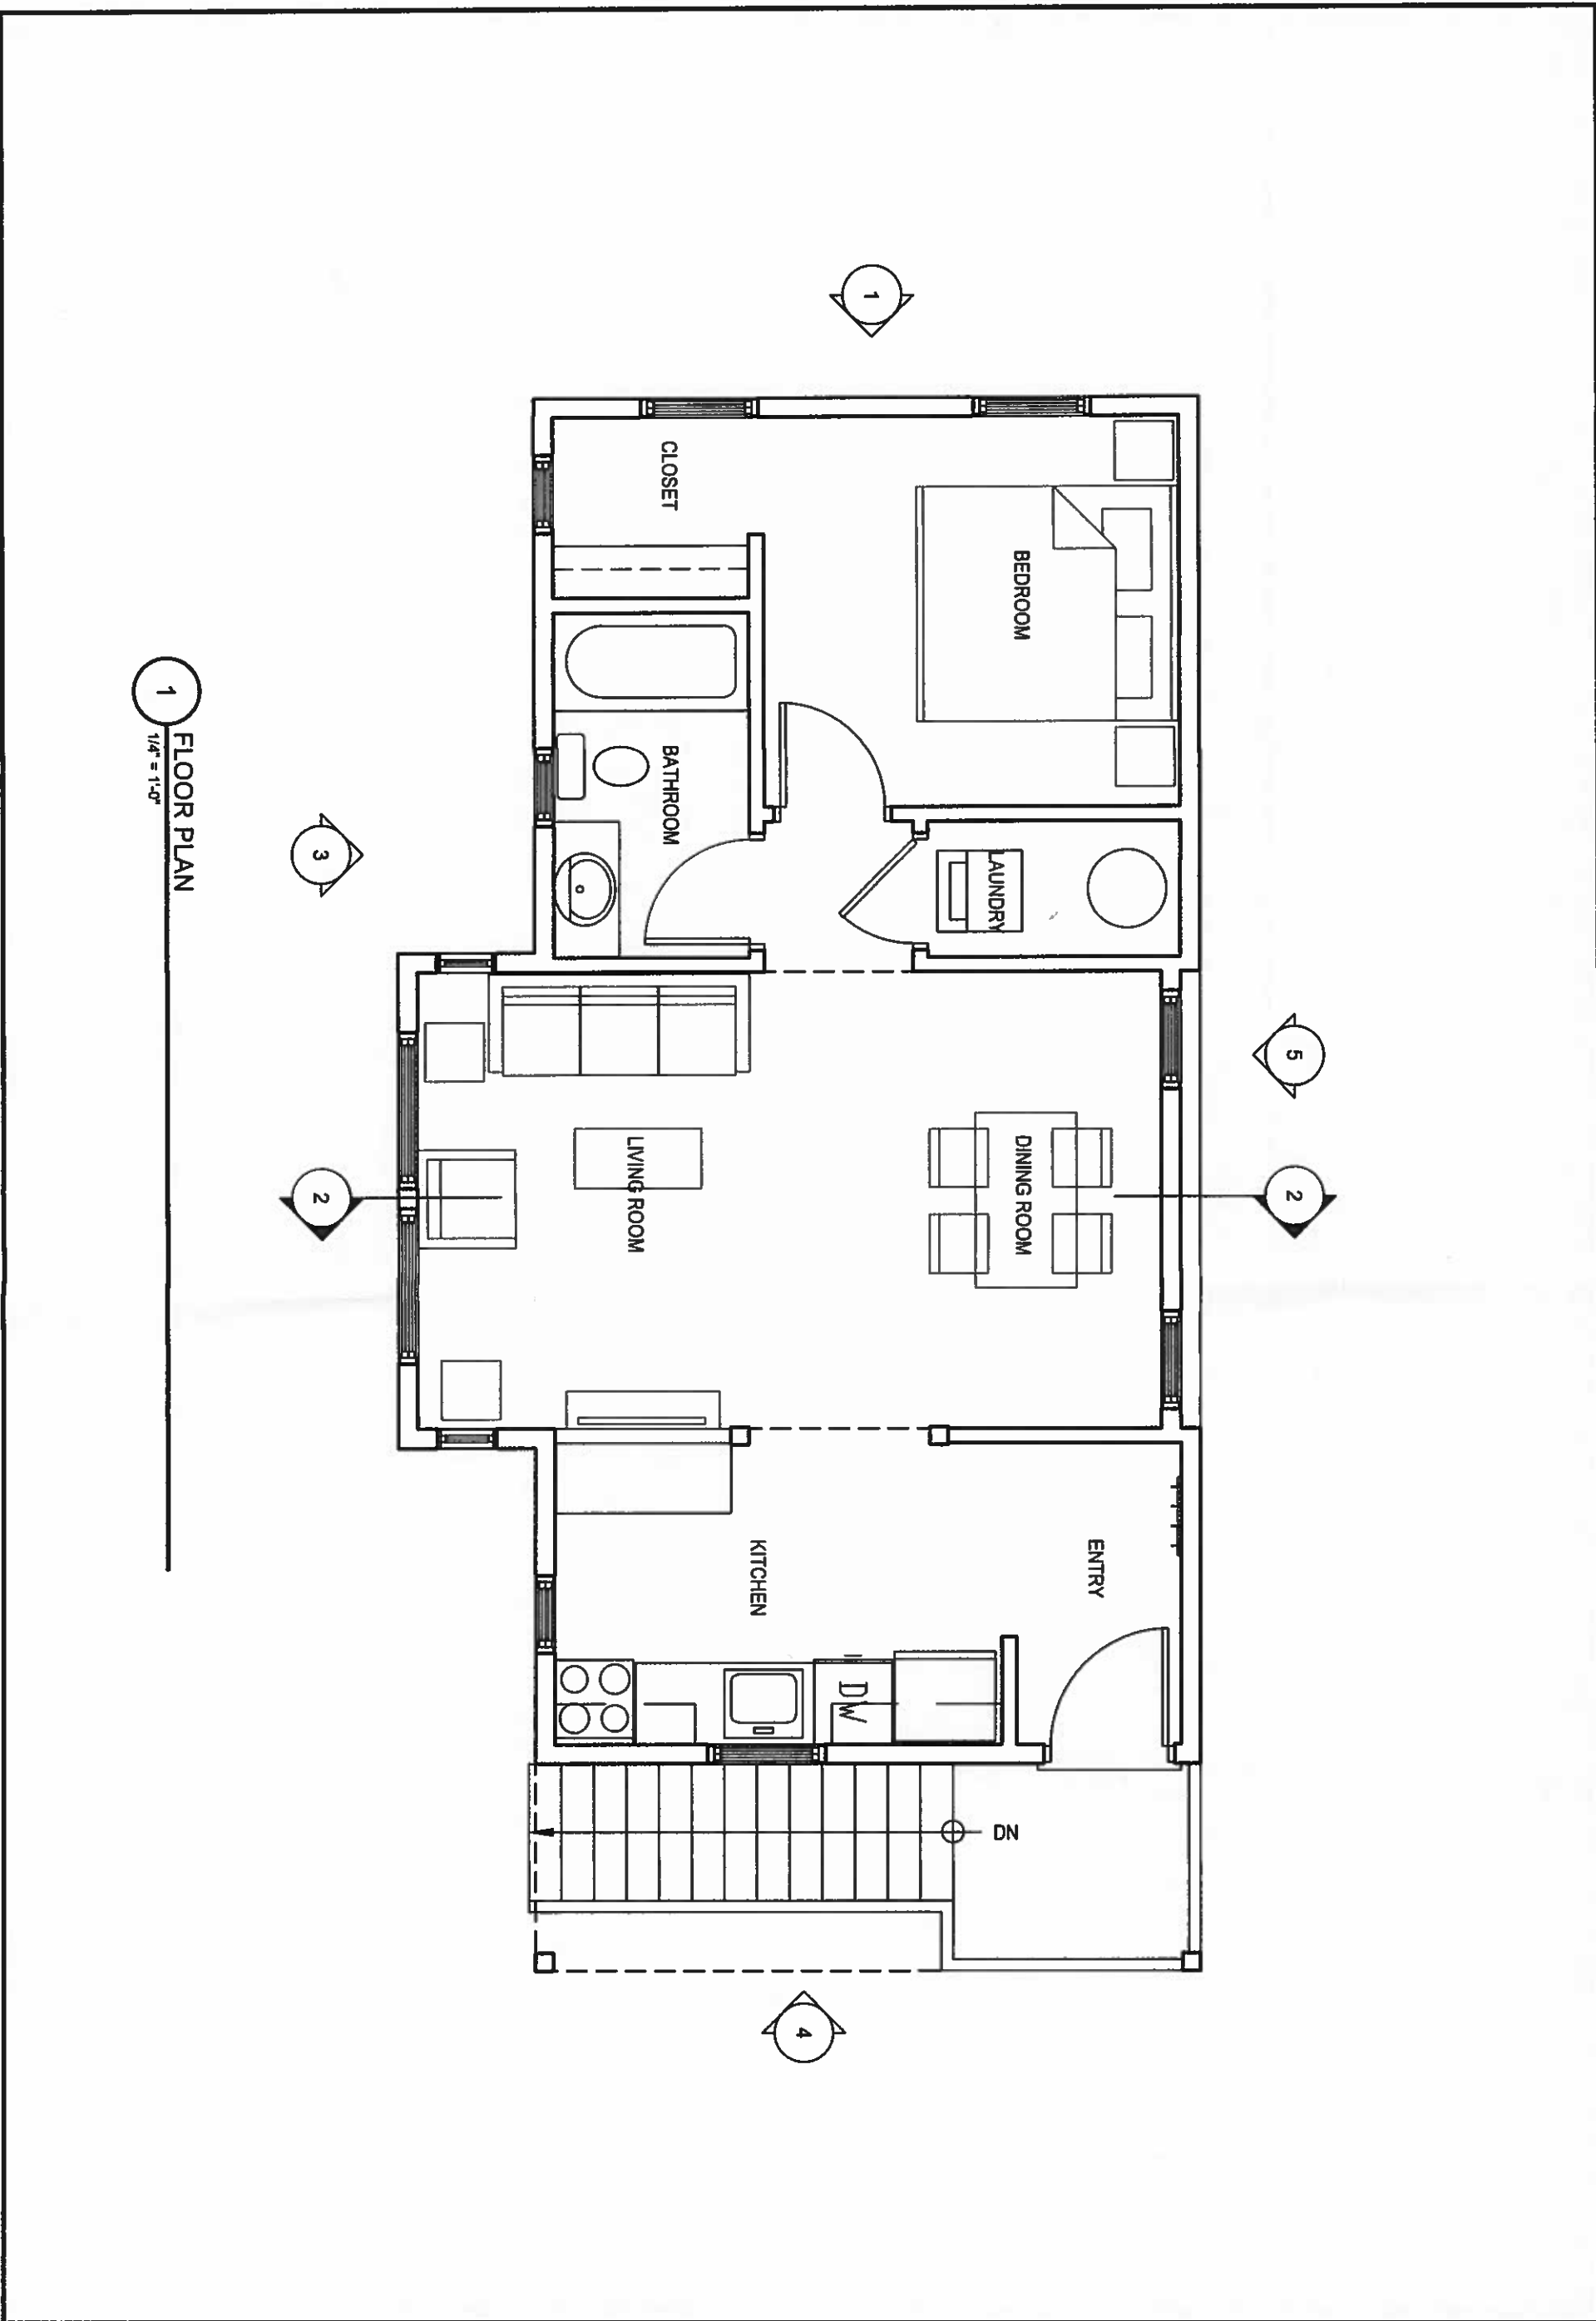 1
CLOSET
BEDROOM
BATHROOM
LAUNDRY
3
5
2
LIVING ROOM
DINING ROOM
2
KITCHEN
ENTRY
DW
DN
4
1
FLOOR PLAN
1/4" = 1'-0"